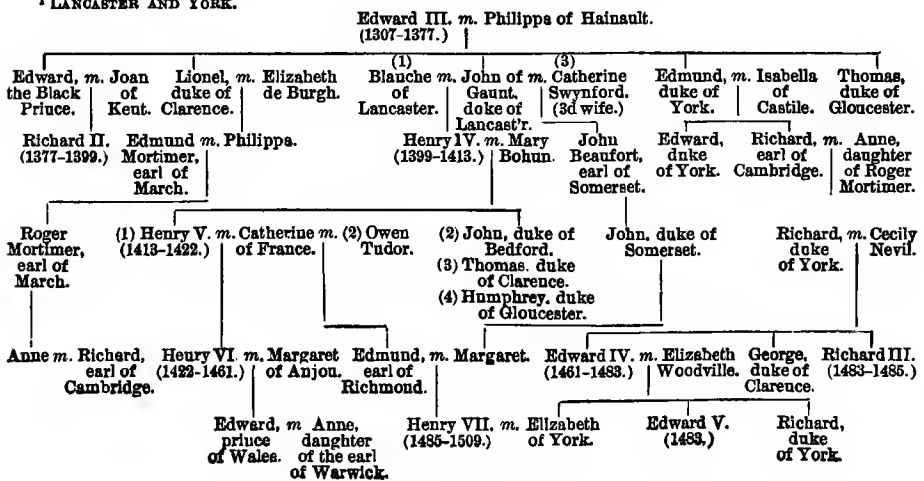 ² LANCASTER AND YORK.
Edward III. m. Philippa of Hainault.
(1307-1377.)
(1) (3)
Edward, m. Joan Lionel, m. Elizabeth Blanche m. John of m. Catherine Edmund, m. Isabella Thomas,
the Black of duke of de Burgh. of Gaunt, Swynford. duke of of duke of
Prince. Kent. Clarence. Lancaster. duke of (3d wife.) York. Castile. Gloucester.
Lancast'r.
Richard II. Edmund m. Philippa. Henry IV. m. Mary John Edward, Richard, m. Anne,
(1377-1399.) Mortimer, (1399-1413.) Bohun. Beaufort, duke earl of daughter
earl of earl of of York. Cambridge. of Roger
March. Somerset. Mortimer.
Roger (1) Henry V. m. Catherine m. (2) Owen (2) John, duke of John, duke of Richard, m. Cecily
Mortimer, (1413-1422.) of France. Tudor. Bedford. Somerset. duke Nevil.
earl of (3) Thomas. duke of York.
March. of Clarence.
(4) Humphrey. duke
of Gloucester.
Anne m. Richard, Henry VI. m. Margaret Edmund, m. Margaret. Edward IV. m. Elizabeth George, Richard III.
earl of (1422-1461.) of Anjou. earl of (1461-1483.) Woodville. duke of (1483-1485.)
Cambridge. Richmond. Clarence.
Edward, m Anne, Henry VII. m. Elizabeth Edward V. Richard,
prince daughter (1485-1509.) of York. (1483.) duke
of Wales. of the earl of York.
of Warwick.